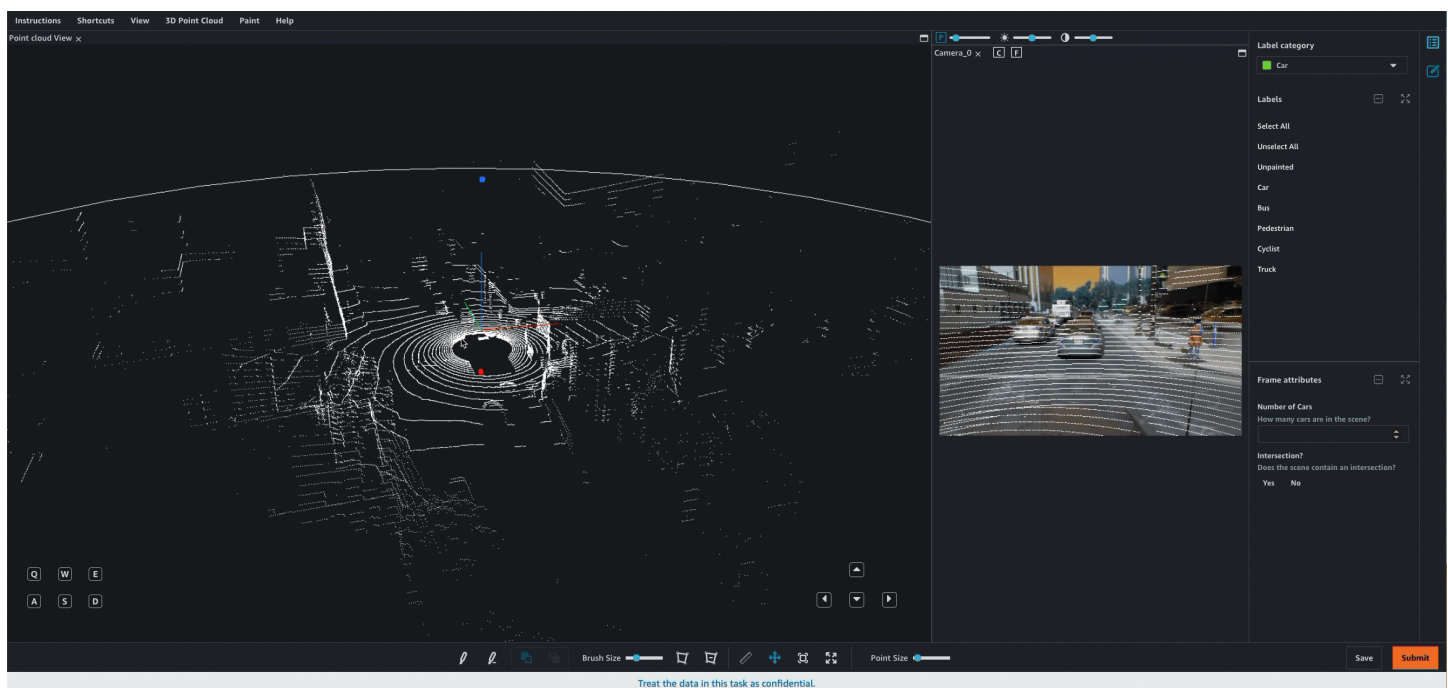 Instructions Shortcuts View 3D Point Cloud Paint Help
Point cloud View x
P
Camera_0 x C F
Label category
Car
Labels
Select All
Unselect All
Unpainted
Car
Bus
Pedestrian
Cyclist
Truck
Frame attributes
Number of Cars
How many cars are in the scene?
Intersection?
Does the scene contain an intersection?
Yes No
Q W E
A S D
Brush Size
Point Size
Save Submit
Treat the data in this task as confidential.